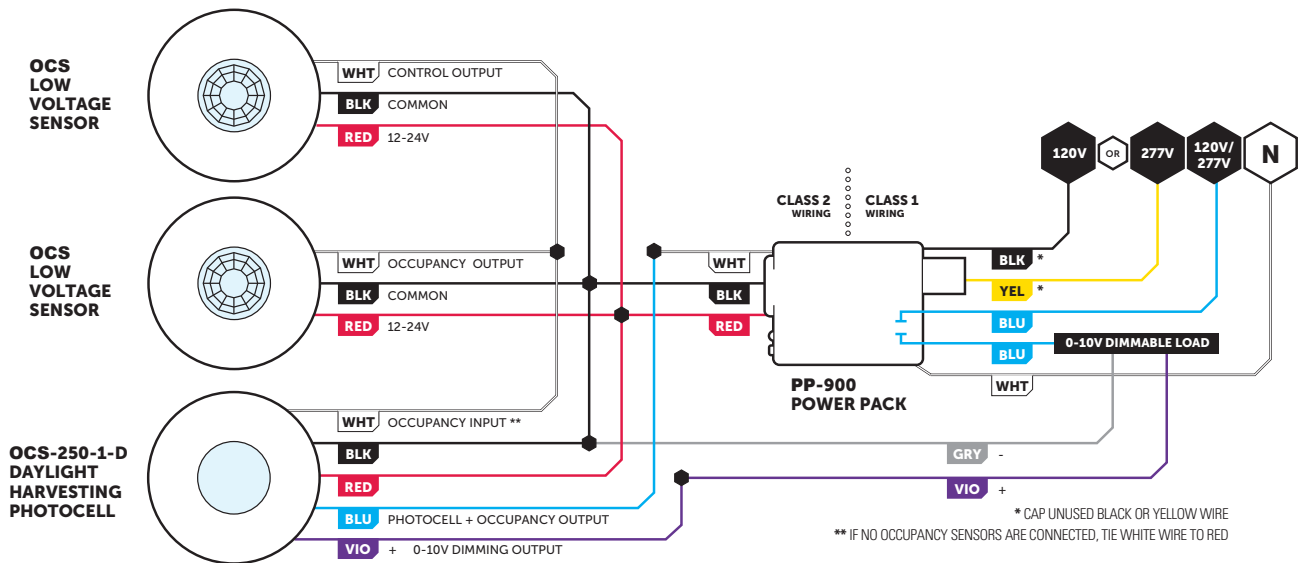 OCS
LOW
VOLTAGE
SENSOR
WHT CONTROL OUTPUT
BLK COMMON
RED 12-24V
OCS
LOW
VOLTAGE
SENSOR
WHT OCCUPANCY OUTPUT
BLK COMMON
RED 12-24V
OCS-250-1-D
DAYLIGHT
HARVESTING
PHOTOCELL
WHT OCCUPANCY INPUT **
BLK
RED
BLU PHOTOCELL + OCCUPANCY OUTPUT
VIO + 0-10V DIMMING OUTPUT
WHT
BLK
RED
CLASS 2
WIRING
CLASS 1
WIRING
PP-900
POWER PACK
120V
OR
277V
120V/
277V
N
BLK *
YEL *
BLU
BLU
0-10V DIMMABLE LOAD
WHT
GRY -
VIO +
* CAP UNUSED BLACK OR YELLOW WIRE
** IF NO OCCUPANCY SENSORS ARE CONNECTED, TIE WHITE WIRE TO RED